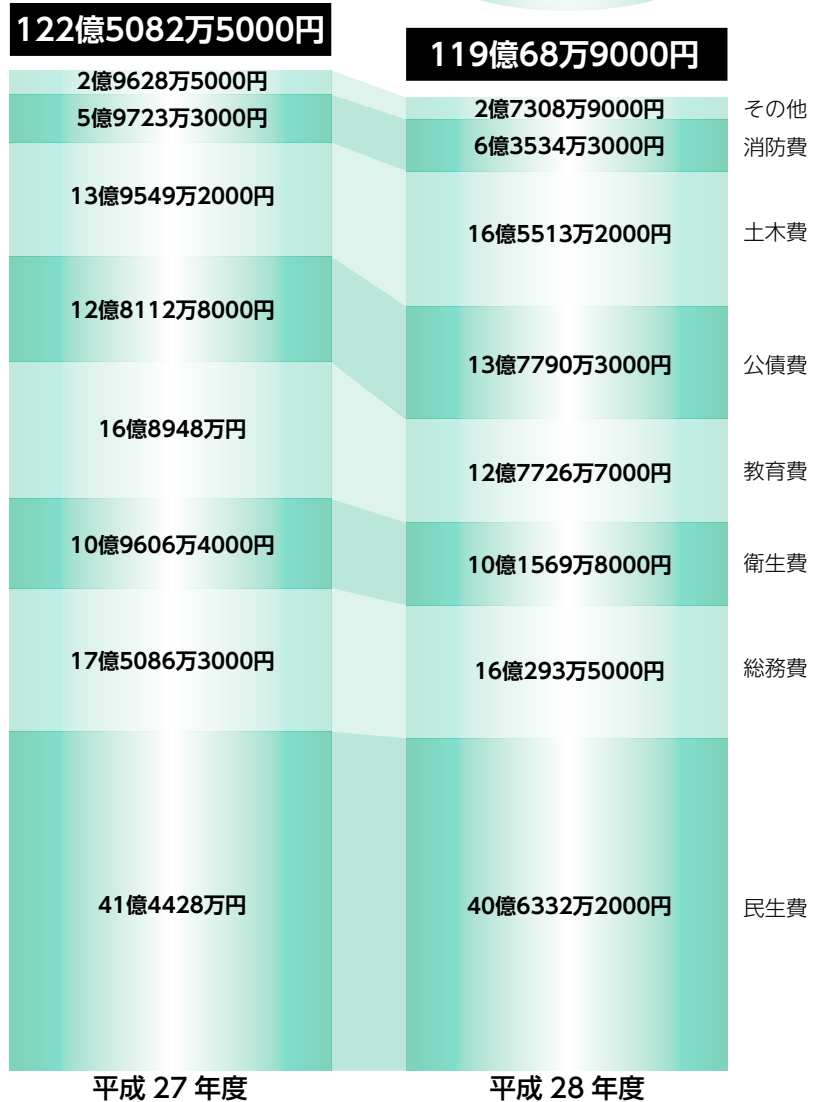 122億5082万5000円
2億9628万5000円
5億9723万3000円
13億9549万2000円
12億8112万8000円
16億8948万円
10億9606万4000円
17億5086万3000円
41億4428万円
平成 27 年度
119億68万9000円
2億7308万9000円 その他
6億3534万3000円 消防費
16億5513万2000円 土木費
13億7790万3000円 公債費
12億7726万7000円 教育費
10億1569万8000円 衛生費
16億293万5000円 総務費
40億6332万2000円 民生費
平成 28 年度